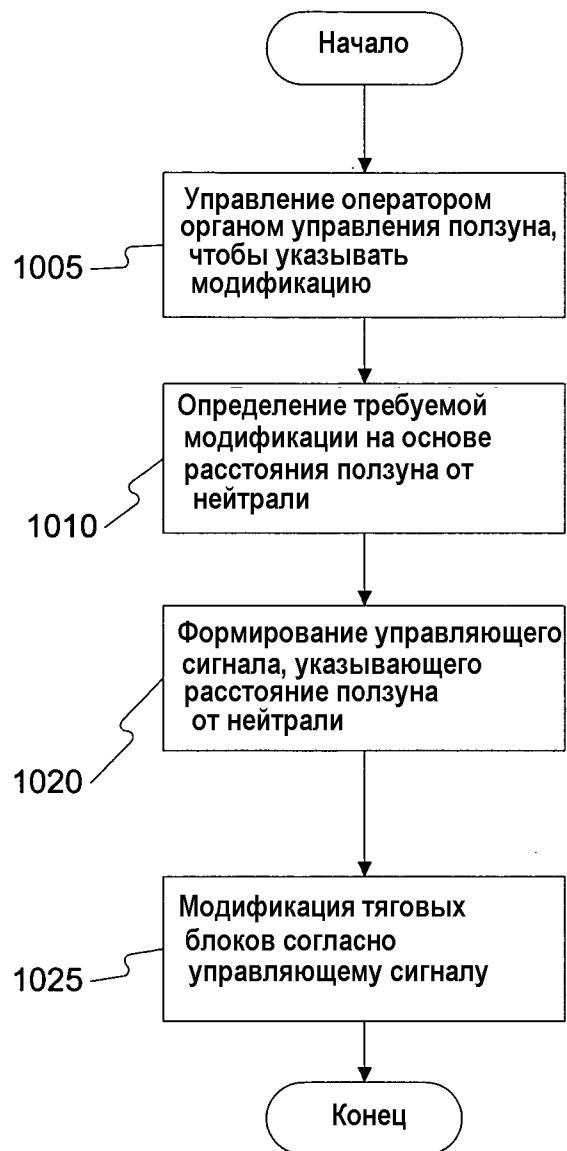 Начало
Управление оператором
органом управления ползуна,
чтобы указывать
модификацию
1005
Определение требуемой
модификации на основе
расстояния ползуна от
нейтрали
1010
Формирование управляющего
сигнала, указывающего
расстояние ползуна
от нейтрали
1020
Модификация тяговых
блоков согласно
управляющему сигналу
1025
Конец